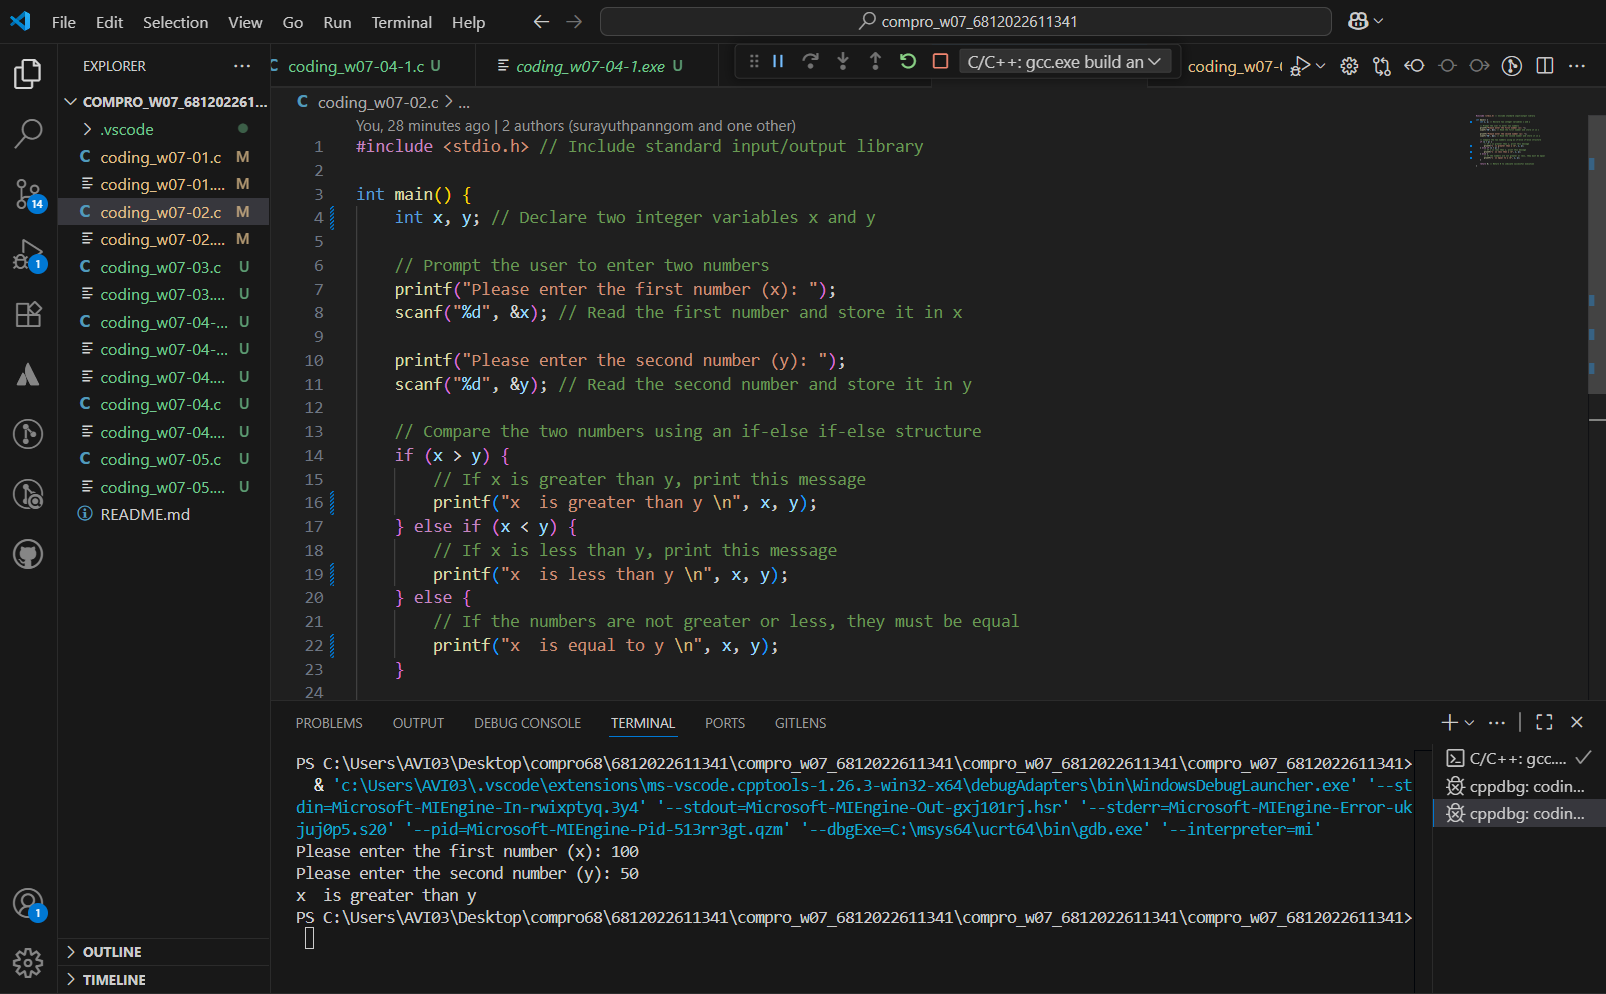 File Edit Selection View Go Run Terminal Help
compro_w07_6812022611341
EXPLORER
COMPRO_W07_681202261...
.vscode
coding_w07-01.c M
coding_w07-01.... M
coding_w07-02.c M
coding_w07-02.... M
coding_w07-03.c U
coding_w07-03.... U
coding_w07-04-... U
coding_w07-04-... U
coding_w07-04.... U
coding_w07-04.c U
coding_w07-04.... U
coding_w07-05.c U
coding_w07-05.... U
README.md
OUTLINE
TIMELINE
14
1
1
coding_w07-04-1.c U
coding_w07-04-1.exe U
C/C++: gcc.exe build an
coding_w07-(
coding_w07-02.c > ...
You, 28 minutes ago | 2 authors (surayuthpanngom and one other)
1 #include <stdio.h> // Include standard input/output library
2
3 int main() {
4 int x, y; // Declare two integer variables x and y
5
6 // Prompt the user to enter two numbers
7 printf("Please enter the first number (x): ");
8 scanf("%d", &x); // Read the first number and store it in x
9
10 printf("Please enter the second number (y): ");
11 scanf("%d", &y); // Read the second number and store it in y
12
13 // Compare the two numbers using an if-else if-else structure
14 if (x > y) {
15 // If x is greater than y, print this message
16 printf("x  is greater than y \n", x, y);
17 } else if (x < y) {
18 // If x is less than y, print this message
19 printf("x  is less than y \n", x, y);
20 } else {
21 // If the numbers are not greater or less, they must be equal
22 printf("x  is equal to y \n", x, y);
23 }
24
PROBLEMS OUTPUT DEBUG CONSOLE TERMINAL PORTS GITLENS
PS C:\Users\AVI03\Desktop\compro68\6812022611341\compro_w07_6812022611341\compro_w07_6812022611341\compro_w07_6812022611341>
& 'c:\Users\AVI03\.vscode\extensions\ms-vscode.cpptools-1.26.3-win32-x64\debugAdapters\bin\WindowsDebugLauncher.exe' '--st
din=Microsoft-MIEngine-In-rwixptyq.3y4' '--stdout=Microsoft-MIEngine-Out-gxj101rj.hsr' '--stderr=Microsoft-MIEngine-Error-uk
juj0p5.s20' '--pid=Microsoft-MIEngine-Pid-513rr3gt.qzm' '--dbgExe=C:\msys64\ucrt64\bin\gdb.exe' '--interpreter=mi'
Please enter the first number (x): 100
Please enter the second number (y): 50
x  is greater than y
PS C:\Users\AVI03\Desktop\compro68\6812022611341\compro_w07_6812022611341\compro_w07_6812022611341\compro_w07_6812022611341>
C/C++: gcc....
cppdbg: codin...
cppdbg: codin...